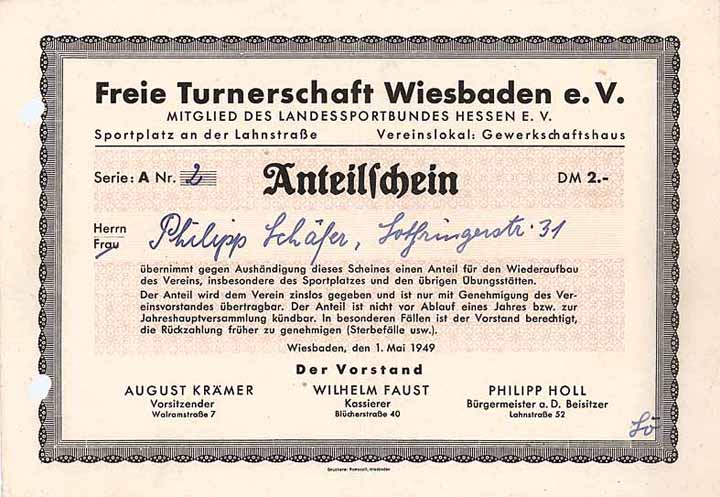 Freie Turnerschaft Wiesbaden e. V.
MITGLIED DES LANDESSPORTBUNDES HESSEN E. V.
Sportplatz an der Lahnstraße Vereinslokal: Gewerkschaftshaus
Serie: A Nr. 2 Anteilschein DM 2.-
Herrn
Frau Philipp Schäfer, Lothringerstr. 31
übernimmt gegen Aushändigung dieses Scheines einen Anteil für den Wiederaufbau
des Vereins, insbesondere des Sportplatzes und den übrigen Übungsstätten.
Der Anteil wird dem Verein zinslos gegeben und ist nur mit Genehmigung des Ver-
einsvorstandes übertragbar. Der Anteil ist nicht vor Ablauf eines Jahres bzw. zur
Jahreshauptversammlung kündbar. In besonderen Fällen ist der Vorstand berechtigt,
die Rückzahlung früher zu genehmigen (Sterbefälle usw.).
Wiesbaden, den 1. Mai 1949
Der Vorstand
AUGUST KRÄMER WILHELM FAUST PHILIPP HOLL
Vorsitzender Kassierer Bürgermeister a. D. Beisitzer
Walramstraße 7 Blücherstraße 40 Lahnstraße 52